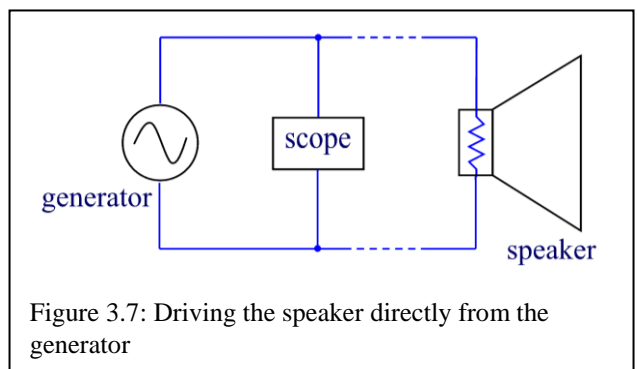 scope
generator
speaker
Figure 3.7: Driving the speaker directly from the
generator